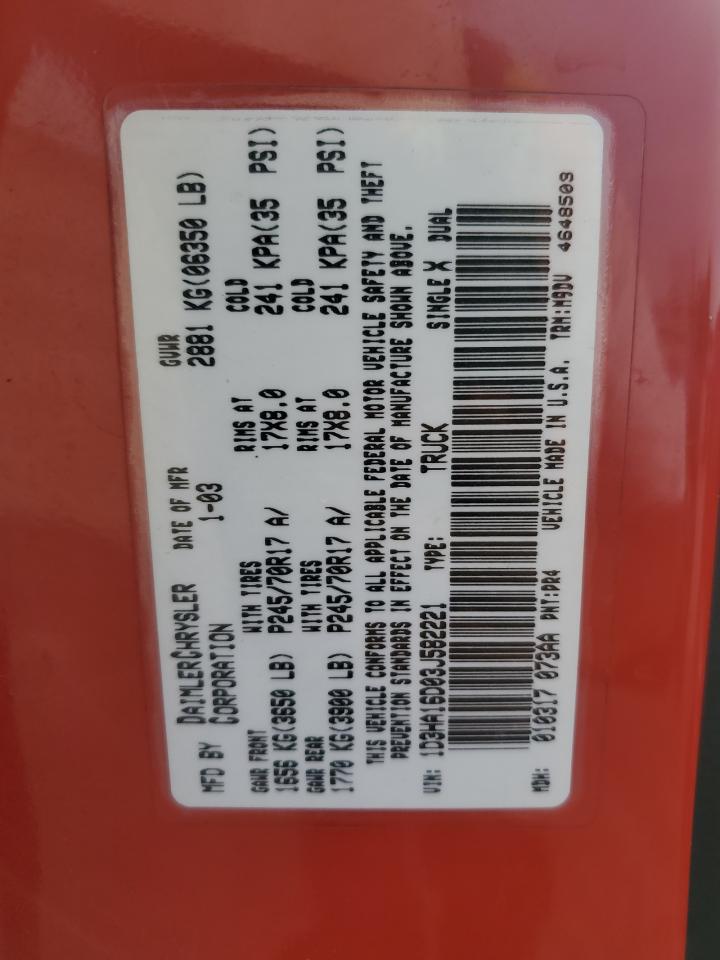 MFD BY DAIMLERCHRYSLER CORPORATION
DATE OF MFR 1-03
GVWR 2881 KG(06350 LB)
GAWR FRONT WITH TIRES RIMS AT COLD
1656 KG(3650 LB) P245/70R17 A/ 17X8.0 241 KPA(35 PSI)
GAWR REAR WITH TIRES RIMS AT COLD
1770 KG(3900 LB) P245/70R17 A/ 17X8.0 241 KPA(35 PSI)
THIS VEHICLE CONFORMS TO ALL APPLICABLE FEDERAL MOTOR VEHICLE SAFETY AND THEFT
PREVENTION STANDARDS IN EFFECT ON THE DATE OF MANUFACTURE SHOWN ABOVE.
VIN: 1D3HA16D03J582221 TYPE: TRUCK SINGLE X DUAL
MDH: 010317 073AA PNT:PR4 VEHICLE MADE IN U.S.A. TRM:M9DV 4648503